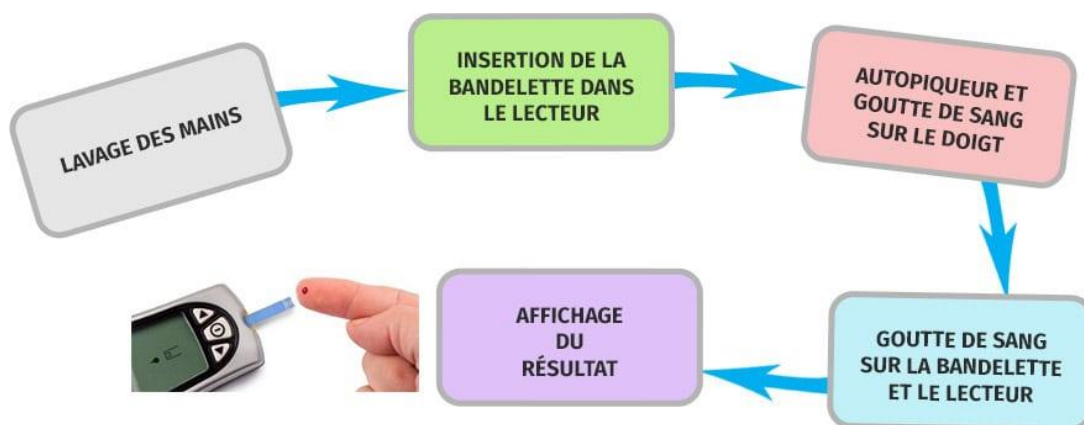 LAVAGE DES MAINS
INSERTION DE LA
BANDELETTE DANS
LE LECTEUR
AUTOPIQUEUR ET
GOUTTE DE SANG
SUR LE DOIGT
GOUTTE DE SANG
SUR LA BANDELETTE
ET LE LECTEUR
AFFICHAGE
DU
RÉSULTAT